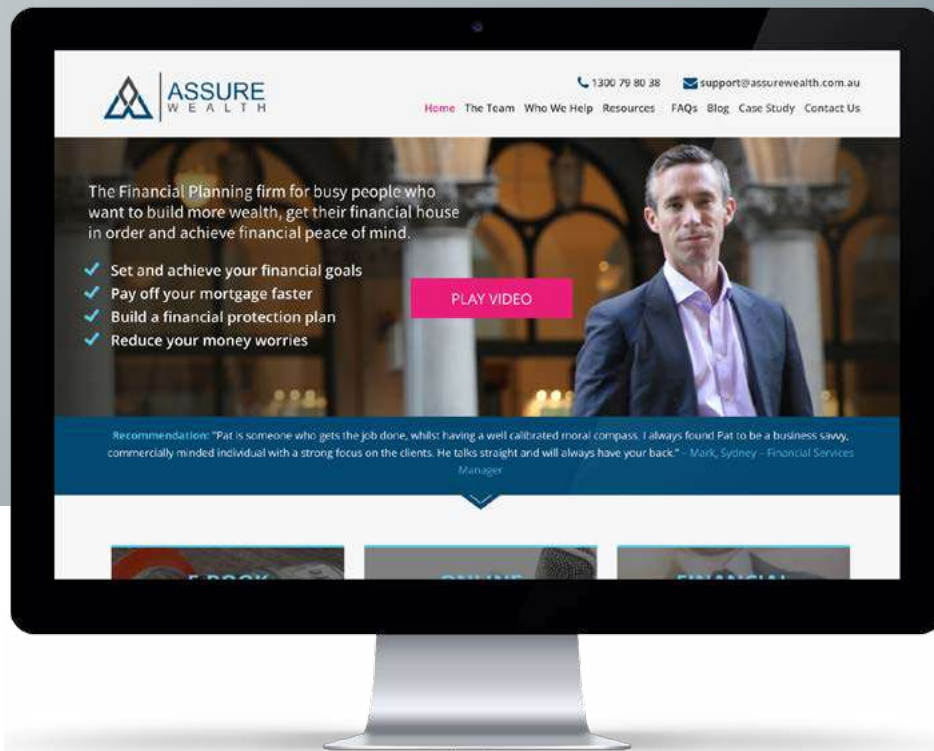 ASSURE
WEALTH
1300 79 80 38 support@assurewealth.com.au
Home The Team Who We Help Resources FAQs Blog Case Study Contact Us
The Financial Planning firm for busy people who
want to build more wealth, get their financial house
in order and achieve financial peace of mind.
Set and achieve your financial goals
Pay off your mortgage faster
Build a financial protection plan
Reduce your money worries
PLAY VIDEO
Recommendation: "Pat is someone who gets the job done, whilst having a well calibrated moral compass. I always found Pat to be a business savvy,
commercially minded individual with a strong focus on the clients. He talks straight and will always have your back." – Mark, Sydney – Financial Services
Manager
E-BOOK ONLINE FINANCIAL